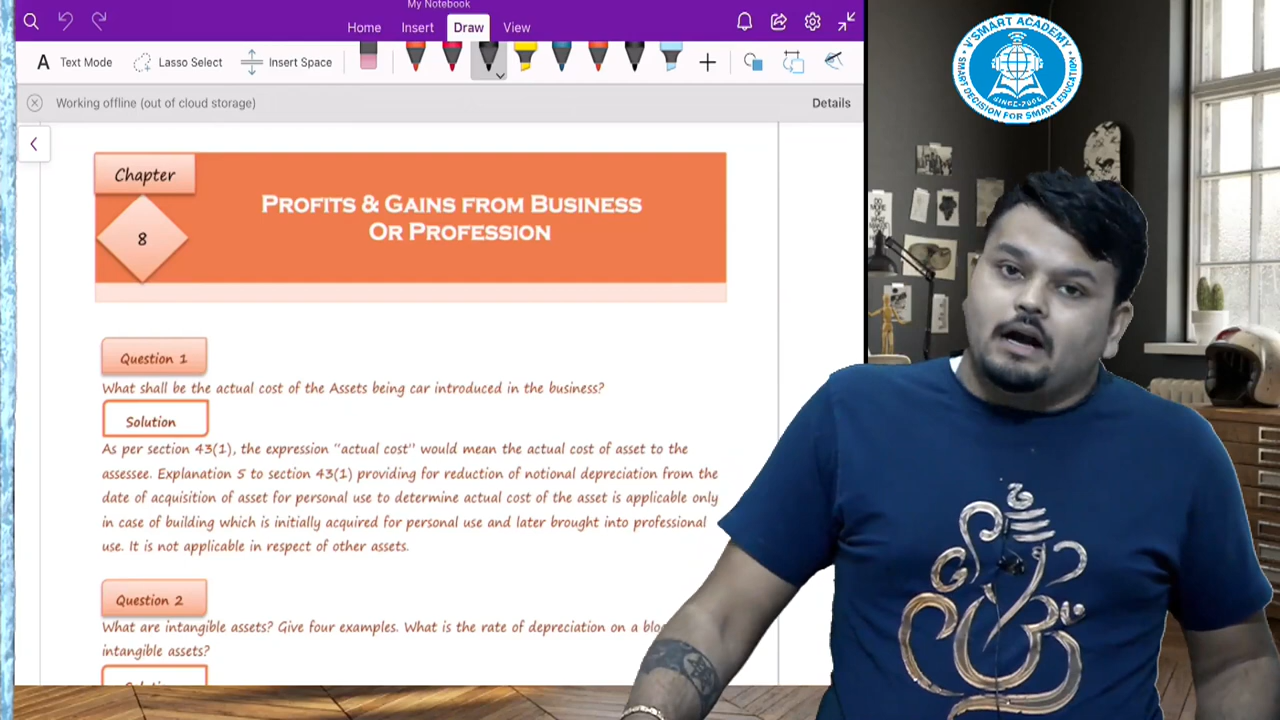 My Notebook
Home Insert Draw View
A Text Mode Lasso Select Insert Space
Working offline (out of cloud storage) Details
Chapter
8
PROFITS & GAINS FROM BUSINESS
OR PROFESSION
Question 1
What shall be the actual cost of the Assets being car introduced in the business?
Solution
As per section 43(1), the expression "actual cost" would mean the actual cost of asset to the
assessee. Explanation 5 to section 43(1) providing for reduction of notional depreciation from the
date of acquisition of asset for personal use to determine actual cost of the asset is applicable only
in case of building which is initially acquired for personal use and later brought into professional
use. It is not applicable in respect of other assets.
Question 2
What are intangible assets? Give four examples. What is the rate of depreciation on a
intangible assets?
V'SMART ACADEMY
SINCE-2006
SMART DECISION FOR SMART EDUCATION